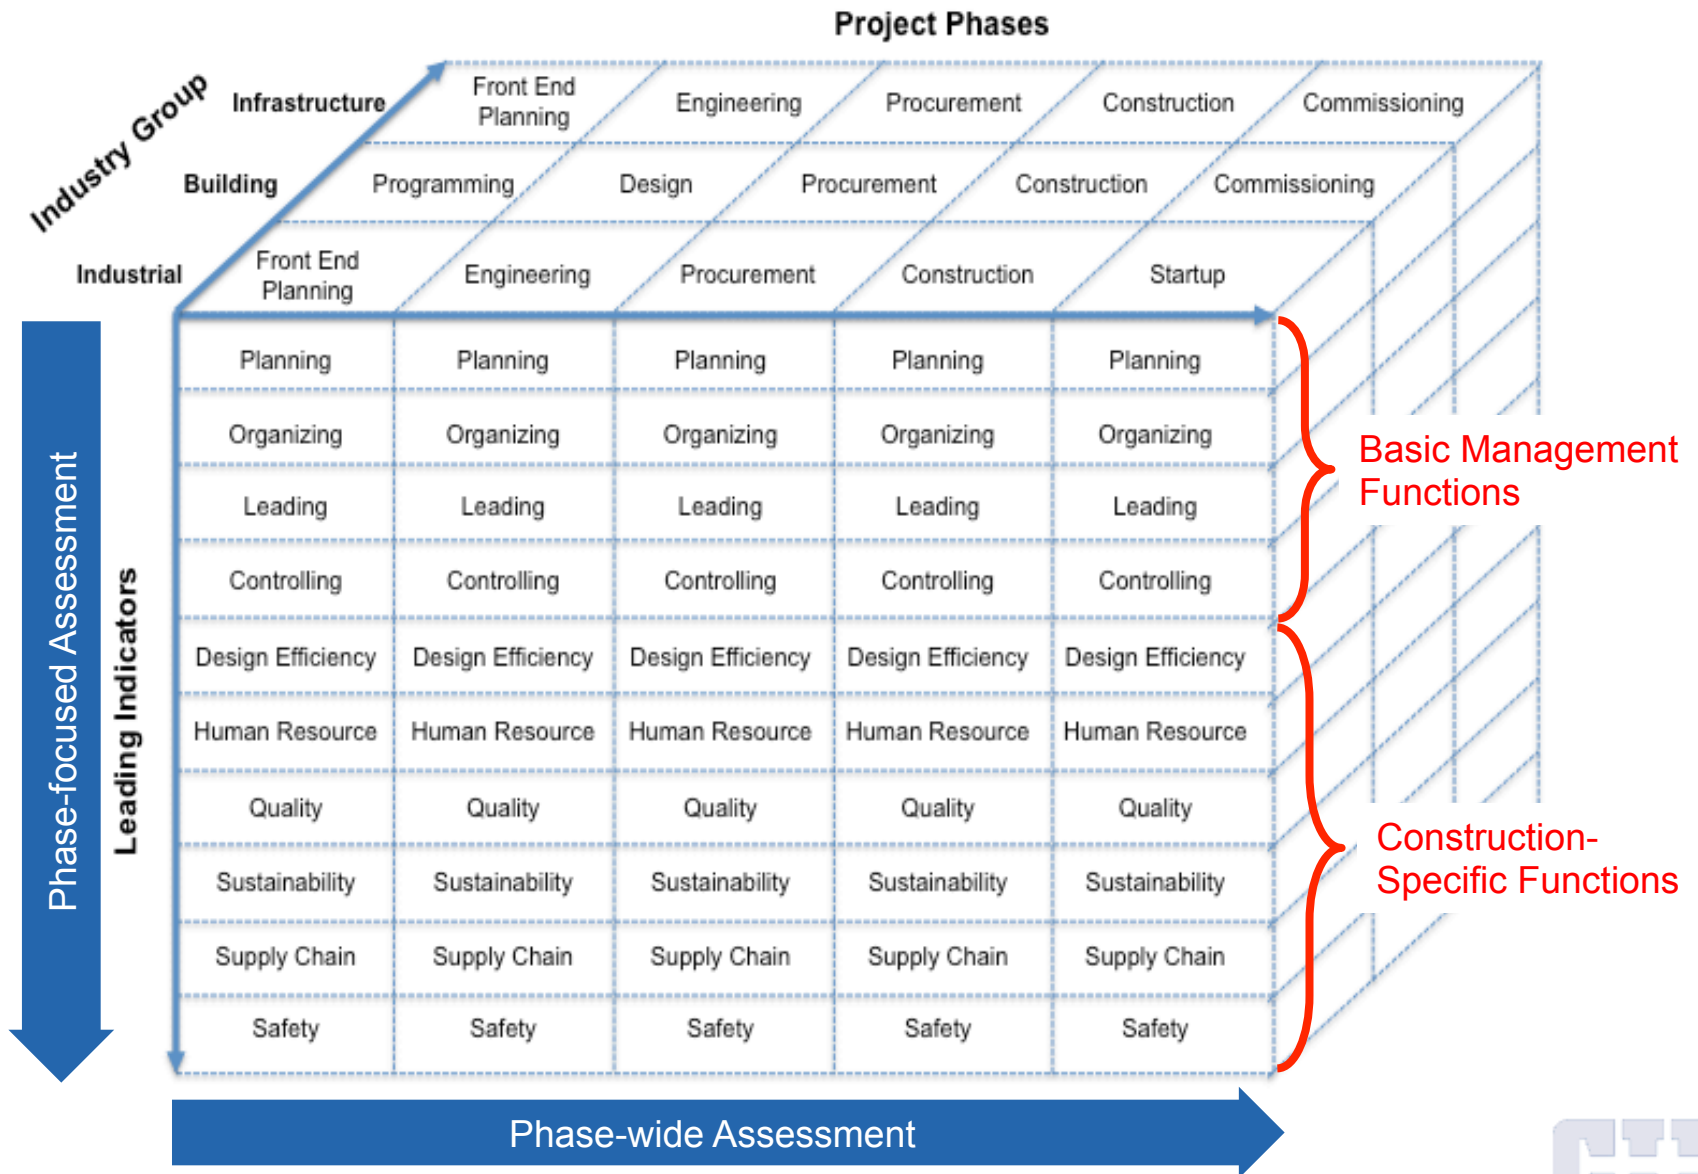 Project Phases
Industry Group
Infrastructure
Front End
Planning
Engineering
Procurement
Construction
Commissioning
Building
Programming
Design
Procurement
Construction
Commissioning
Industrial
Front End
Planning
Engineering
Procurement
Construction
Startup
Phase-focused Assessment
Leading Indicators
Planning Planning Planning Planning Planning
Organizing Organizing Organizing Organizing Organizing
Leading Leading Leading Leading Leading
Controlling Controlling Controlling Controlling Controlling
Design Efficiency Design Efficiency Design Efficiency Design Efficiency Design Efficiency
Human Resource Human Resource Human Resource Human Resource Human Resource
Quality Quality Quality Quality Quality
Sustainability Sustainability Sustainability Sustainability Sustainability
Supply Chain Supply Chain Supply Chain Supply Chain Supply Chain
Safety Safety Safety Safety Safety
Basic Management
Functions
Construction-
Specific Functions
Phase-wide Assessment